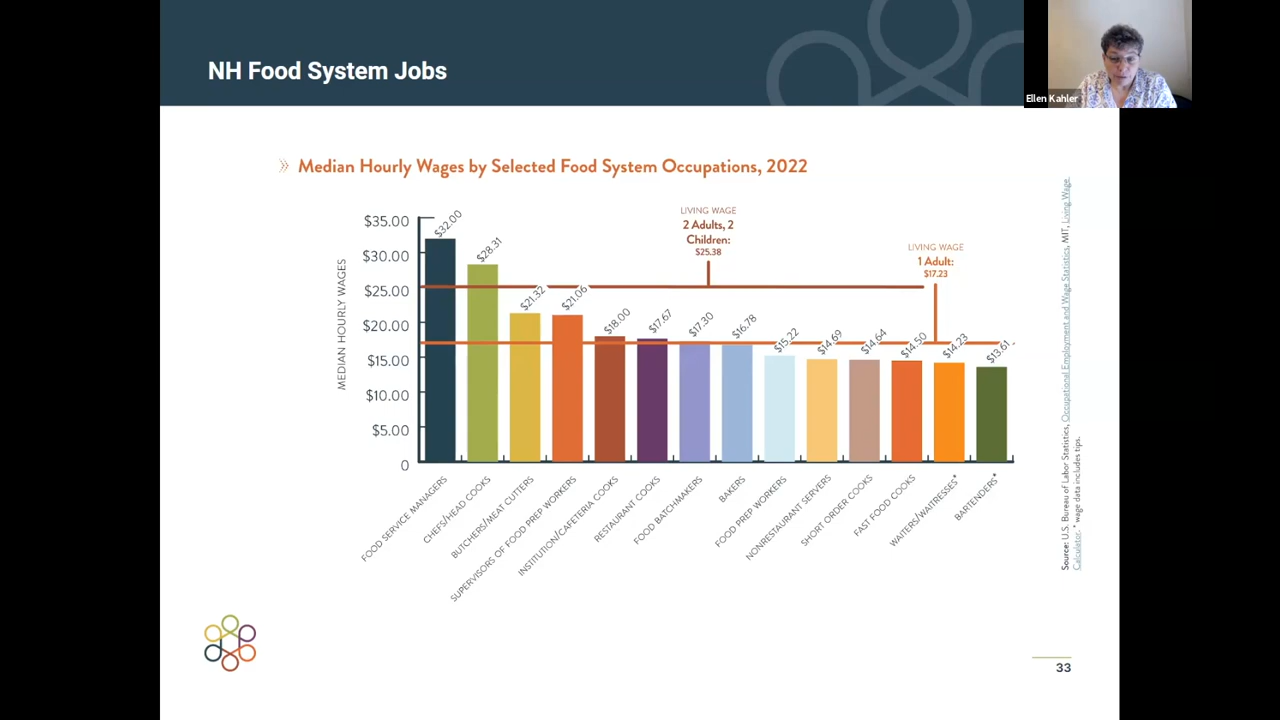 NH Food System Jobs
Ellen Kahler
Median Hourly Wages by Selected Food System Occupations, 2022
LIVING WAGE
2 Adults, 2
Children:
$25.38
LIVING WAGE
1 Adult:
$17.23
MEDIAN HOURLY WAGES
$35.00
$30.00
$25.00
$20.00
$15.00
$10.00
$5.00
0
$32.00
$28.31
$21.32
$21.06
$18.00
$17.67
$17.30
$16.78
$15.22
$14.69
$14.64
$14.50
$14.23
$13.61
FOOD SERVICE MANAGERS
CHEFS/HEAD COOKS
BUTCHERS/MEAT CUTTERS
SUPERVISORS OF FOOD PREP WORKERS
INSTITUTION/CAFETERIA COOKS
RESTAURANT COOKS
FOOD BATCHMAKERS
BAKERS
FOOD PREP WORKERS
NONRESTAURANT SERVERS
SHORT ORDER COOKS
FAST FOOD COOKS
WAITERS/WAITRESSES*
BARTENDERS*
Source: U.S. Bureau of Labor Statistics, Occupational Employment and Wage Statistics, MIT, Living Wage
Calculator. * wage data includes tips.
33